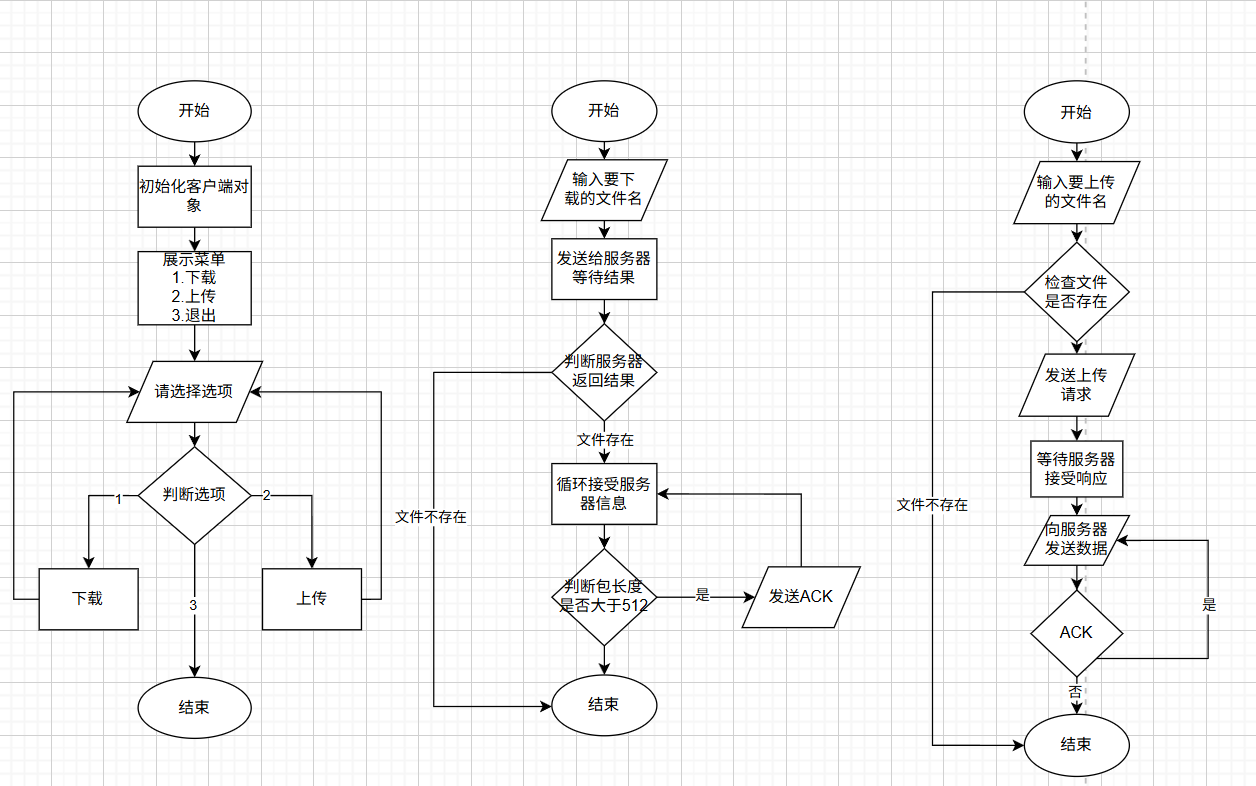 开始
初始化客户端对
象
展示菜单
1.下载
2.上传
3.退出
请选择选项
判断选项
1
2
下载
3
上传
结束
开始
输入要下
载的文件名
发送给服务器
等待结果
判断服务器
返回结果
文件存在
循环接受服务
器信息
文件不存在
判断包长度
是否大于512
是
发送ACK
结束
开始
输入要上传
的文件名
检查文件
是否存在
发送上传
请求
等待服务器
接受响应
文件不存在
向服务器
发送数据
是
ACK
否
结束